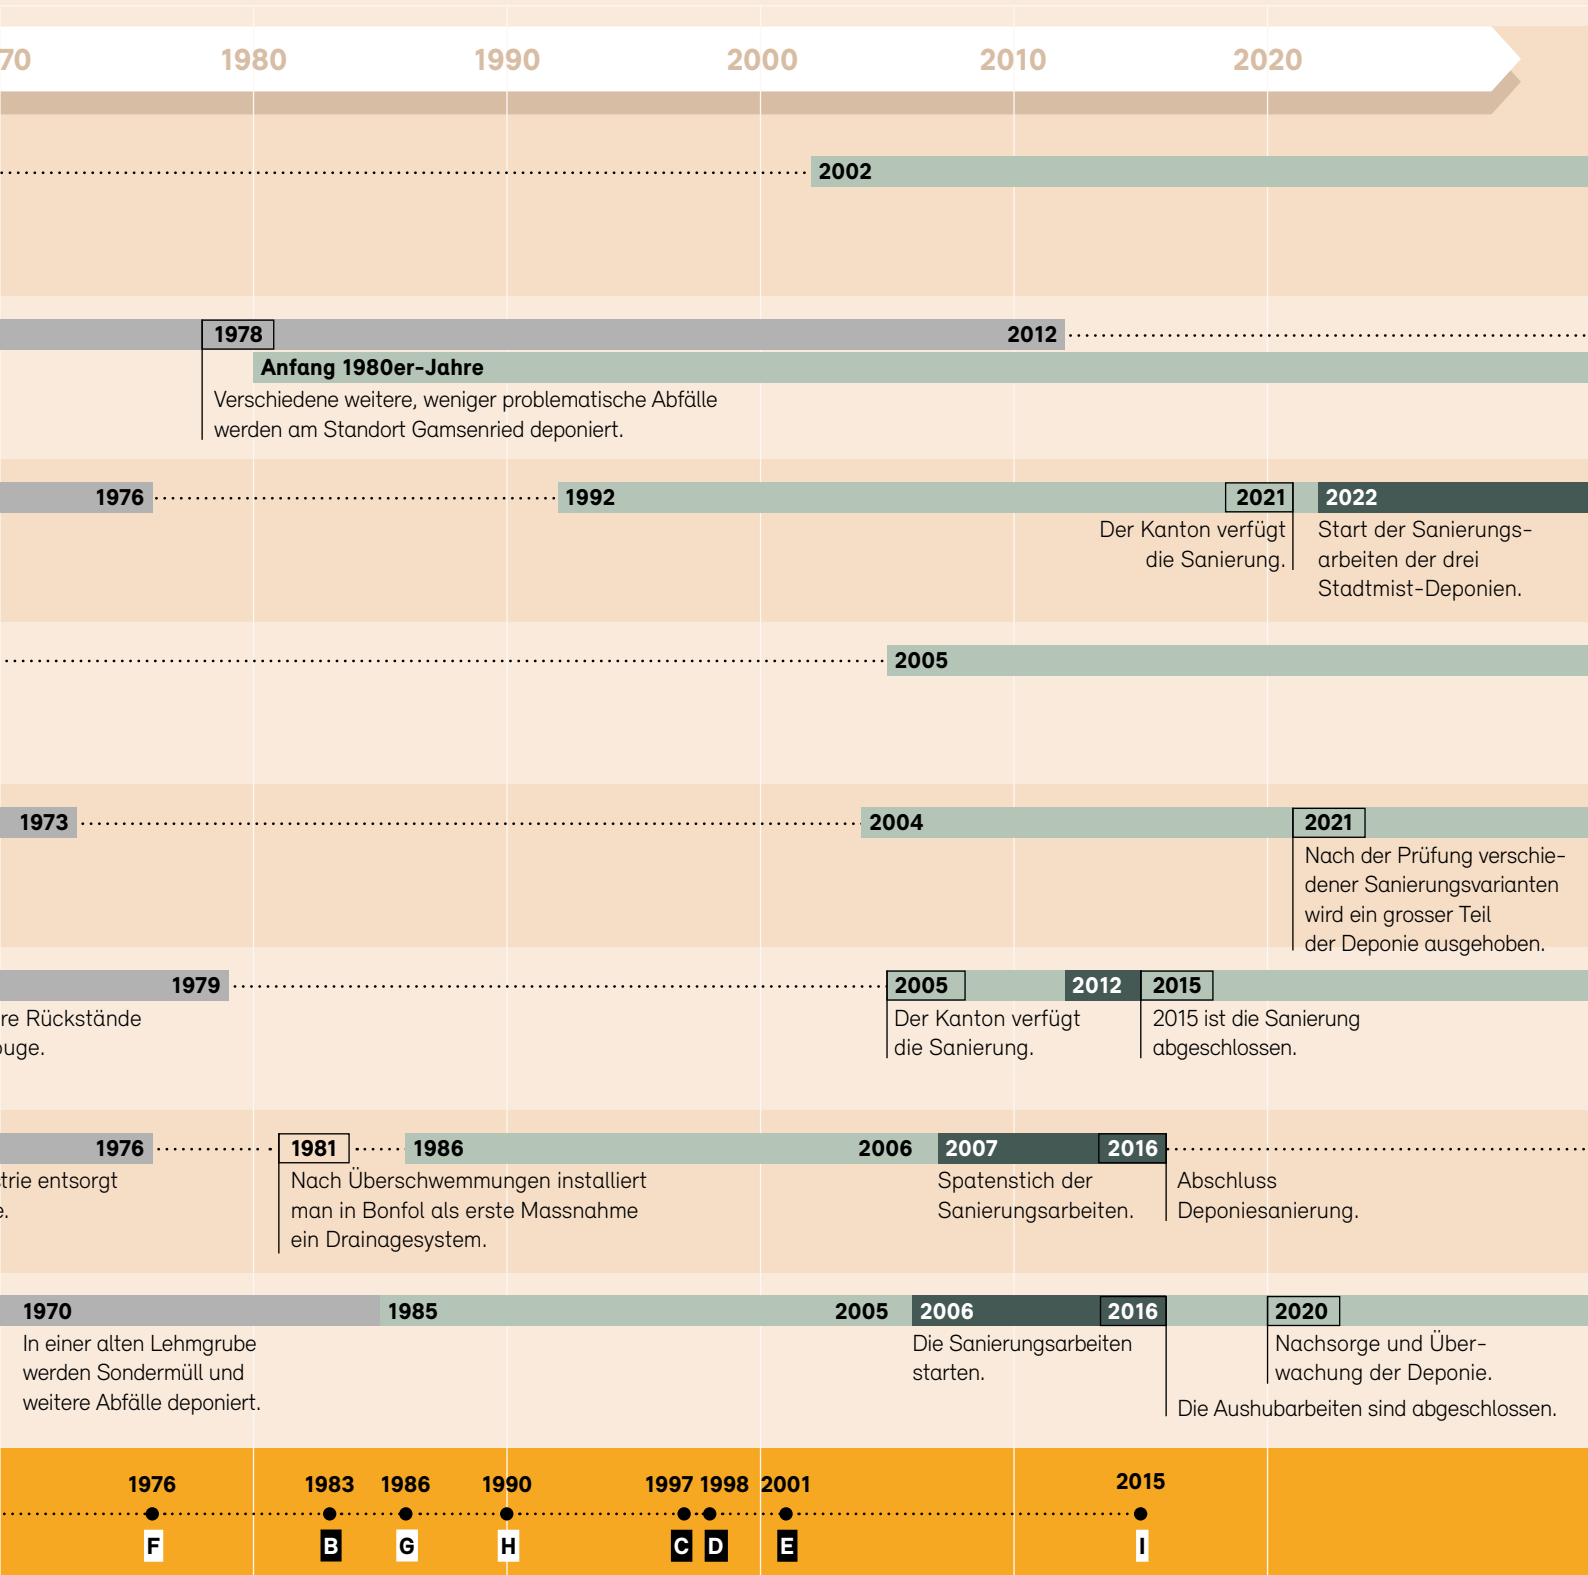 70 1980 1990 2000 2010 2020
2002
1978 2012
Anfang 1980er-Jahre
Verschiedene weitere, weniger problematische Abfälle
werden am Standort Gamsenried deponiert.
1976 1992 2021 2022
Der Kanton verfügt
die Sanierung.
Start der Sanierungs-
arbeiten der drei
Stadtmist-Deponien.
2005
1973 2004 2021
Nach der Prüfung verschie-
dener Sanierungsvarianten
wird ein grosser Teil
der Deponie ausgehoben.
1979 2005 2012 2015
re Rückstände
ouge.
Der Kanton verfügt
die Sanierung.
2015 ist die Sanierung
abgeschlossen.
1976 1981 1986 2006 2007 2016
trie entsorgt
e.
Nach Überschwemmungen installiert
man in Bonfol als erste Massnahme
ein Drainagesystem.
Spatenstich der
Sanierungsarbeiten.
Abschluss
Deponiesanierung.
1970 1985 2005 2006 2016 2020
In einer alten Lehmgrube
werden Sondermüll und
weitere Abfälle deponiert.
Die Sanierungsarbeiten
starten.
Nachsorge und Über-
wachung der Deponie.
Die Aushubarbeiten sind abgeschlossen.
1976 1983 1986 1990 1997 1998 2001 2015
F B G H C D E I